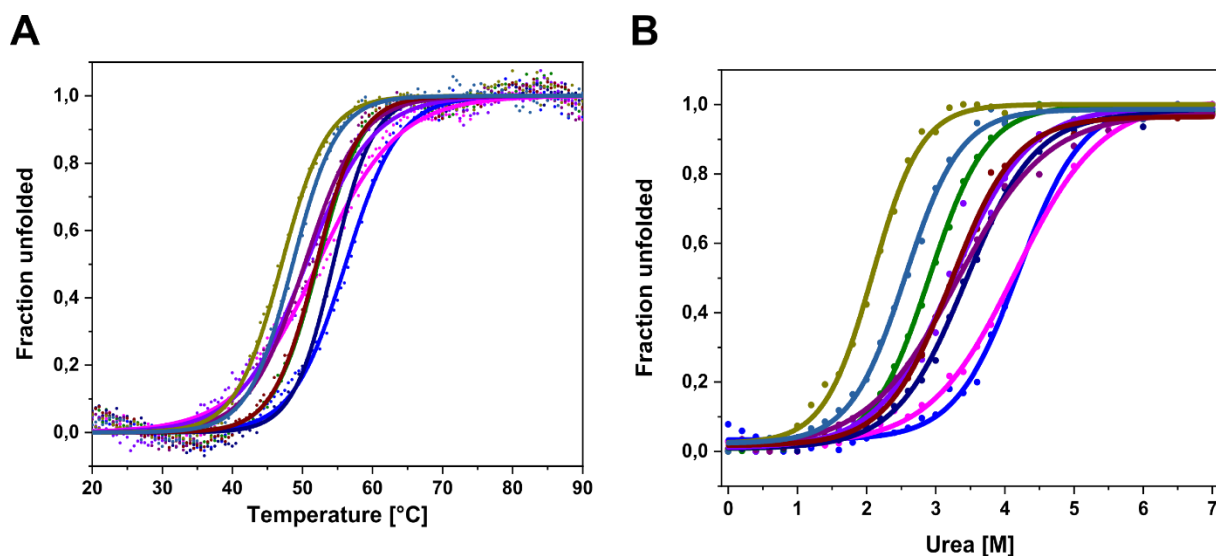 A
B
Fraction unfolded
1,0
0,8
0,6
0,4
0,2
0,0
20 30 40 50 60 70 80 90
Temperature [°C]
Fraction unfolded
1,0
0,8
0,6
0,4
0,2
0,0
0 1 2 3 4 5 6 7
Urea [M]